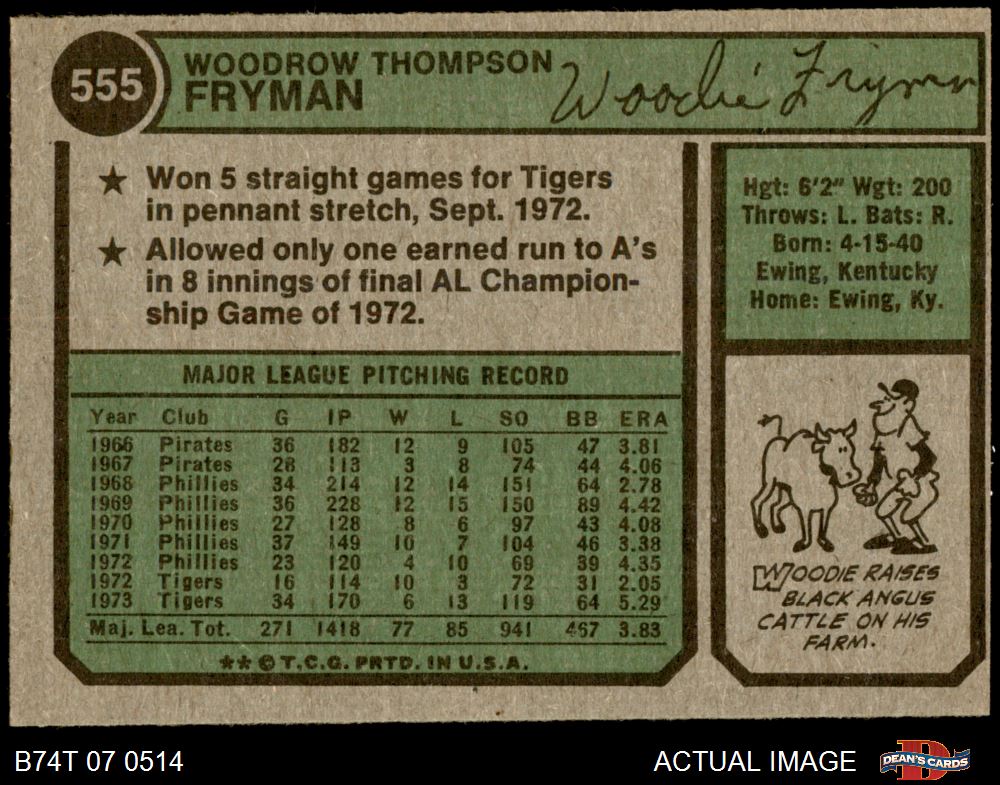 555
WOODROW THOMPSON
FRYMAN
Woodie Fryman
★ Won 5 straight games for Tigers
in pennant stretch, Sept. 1972.
★ Allowed only one earned run to A's
in 8 innings of final AL Champion-
ship Game of 1972.
Hgt: 6'2" Wgt: 200
Throws: L. Bats: R.
Born: 4-15-40
Ewing, Kentucky
Home: Ewing, Ky.
MAJOR LEAGUE PITCHING RECORD
Year Club G IP W L SO BB ERA
1966 Pirates 36 182 12 9 105 47 3.81
1967 Pirates 28 113 3 8 74 44 4.06
1968 Phillies 34 214 12 14 151 64 2.78
1969 Phillies 36 228 12 15 150 89 4.42
1970 Phillies 27 128 8 6 97 43 4.08
1971 Phillies 37 149 10 7 104 46 3.38
1972 Phillies 23 120 4 10 69 39 4.35
1972 Tigers 16 114 10 3 72 31 2.05
1973 Tigers 34 170 6 13 119 64 5.29
Maj. Lea. Tot. 271 1418 77 85 941 467 3.83
★★ © T.C.G. PRTD. IN U.S.A.
WOODIE RAISES
BLACK ANGUS
CATTLE ON HIS
FARM.
B74T 07 0514
ACTUAL IMAGE
D
DEAN'S CARDS